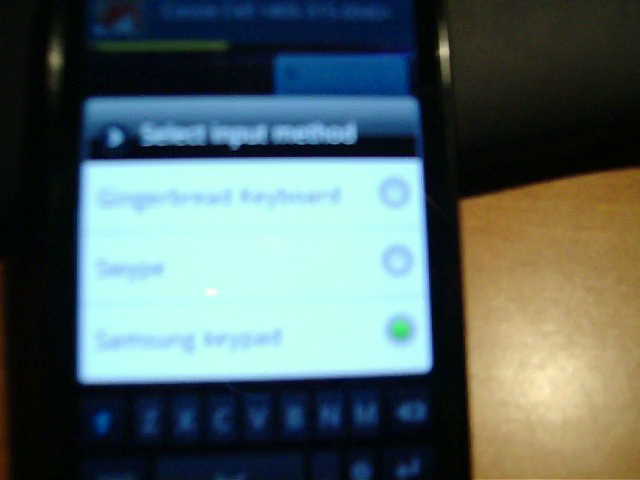 Select input method
Gingerbread Keyboard
Swype
Samsung keypad
Z X C V B N M